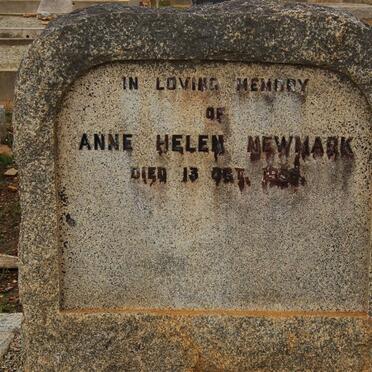 IN LOVING MEMORY
OF
ANNE HELEN NEWMARK
DIED 13 OCT.